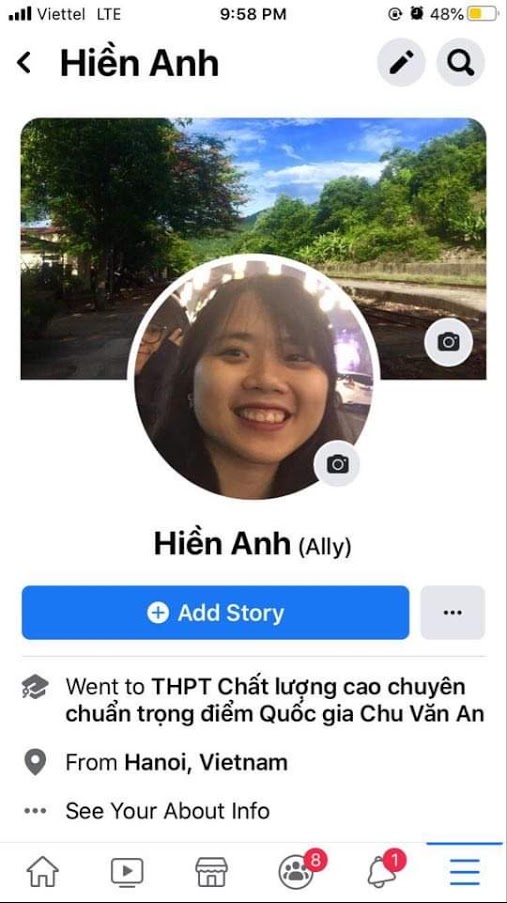 Viettel LTE 9:58 PM 48%
Hiền Anh
Hiền Anh (Ally)
Add Story
Went to THPT Chất lượng cao chuyên
chuẩn trọng điểm Quốc gia Chu Văn An
From Hanoi, Vietnam
See Your About Info
8 1